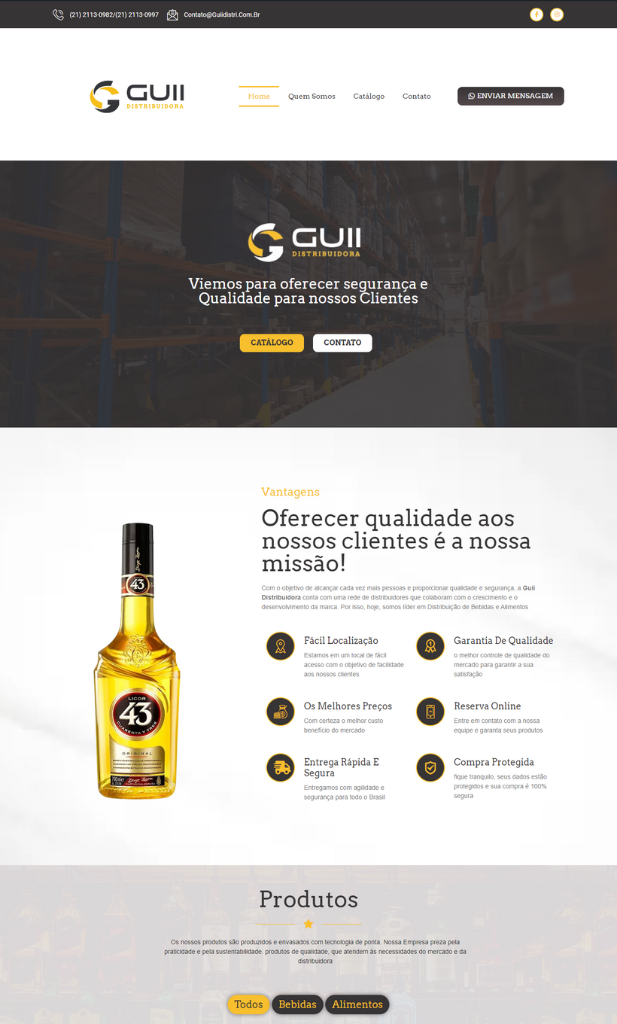 (21) 2113-0982/(21) 2113-0997 Contato@Guiidistri.Com.Br
GUII
DISTRIBUIDORA
Home Quem Somos Catálogo Contato
ENVIAR MENSAGEM
GUII
DISTRIBUIDORA
Viemos para oferecer segurança e
Qualidade para nossos Clientes
CATÁLOGO CONTATO
Vantagens
Oferecer qualidade aos
nossos clientes é a nossa
missão!
Com o objetivo de alcançar cada vez mais pessoas e proporcionar qualidade e segurança, a Guii
Distribuidora conta com uma rede de distribuidores que colaboram com o crescimento e o
desenvolvimento da marca. Por isso, hoje, somos líder em Distribuição de Bebidas e Alimentos
43
LICOR
43
CUARENTA Y TRES
ORIGINAL
Fácil Localização
Estamos em um local de fácil
acesso com o objetivo de facilidade
aos nossos clientes
Garantia De Qualidade
o melhor controle de qualidade do
mercado para garantir a sua
satisfação
Os Melhores Preços
Com certeza o melhor custo
benefício do mercado
Reserva Online
Entre em contato com a nossa
equipe e garanta seus produtos
Entrega Rápida E
Segura
Entregamos com agilidade e
segurança para todo o Brasil
Compra Protegida
fique tranquilo, seus dados estão
protegidos e sua compra é 100%
segura
Produtos
Os nossos produtos são produzidos e envasados com tecnologia de ponta. Nossa Empresa preza pela
praticidade e pela sustentabilidade. produtos de qualidade, que atendem às necessidades do mercado e da
distribuidora
Todos Bebidas Alimentos